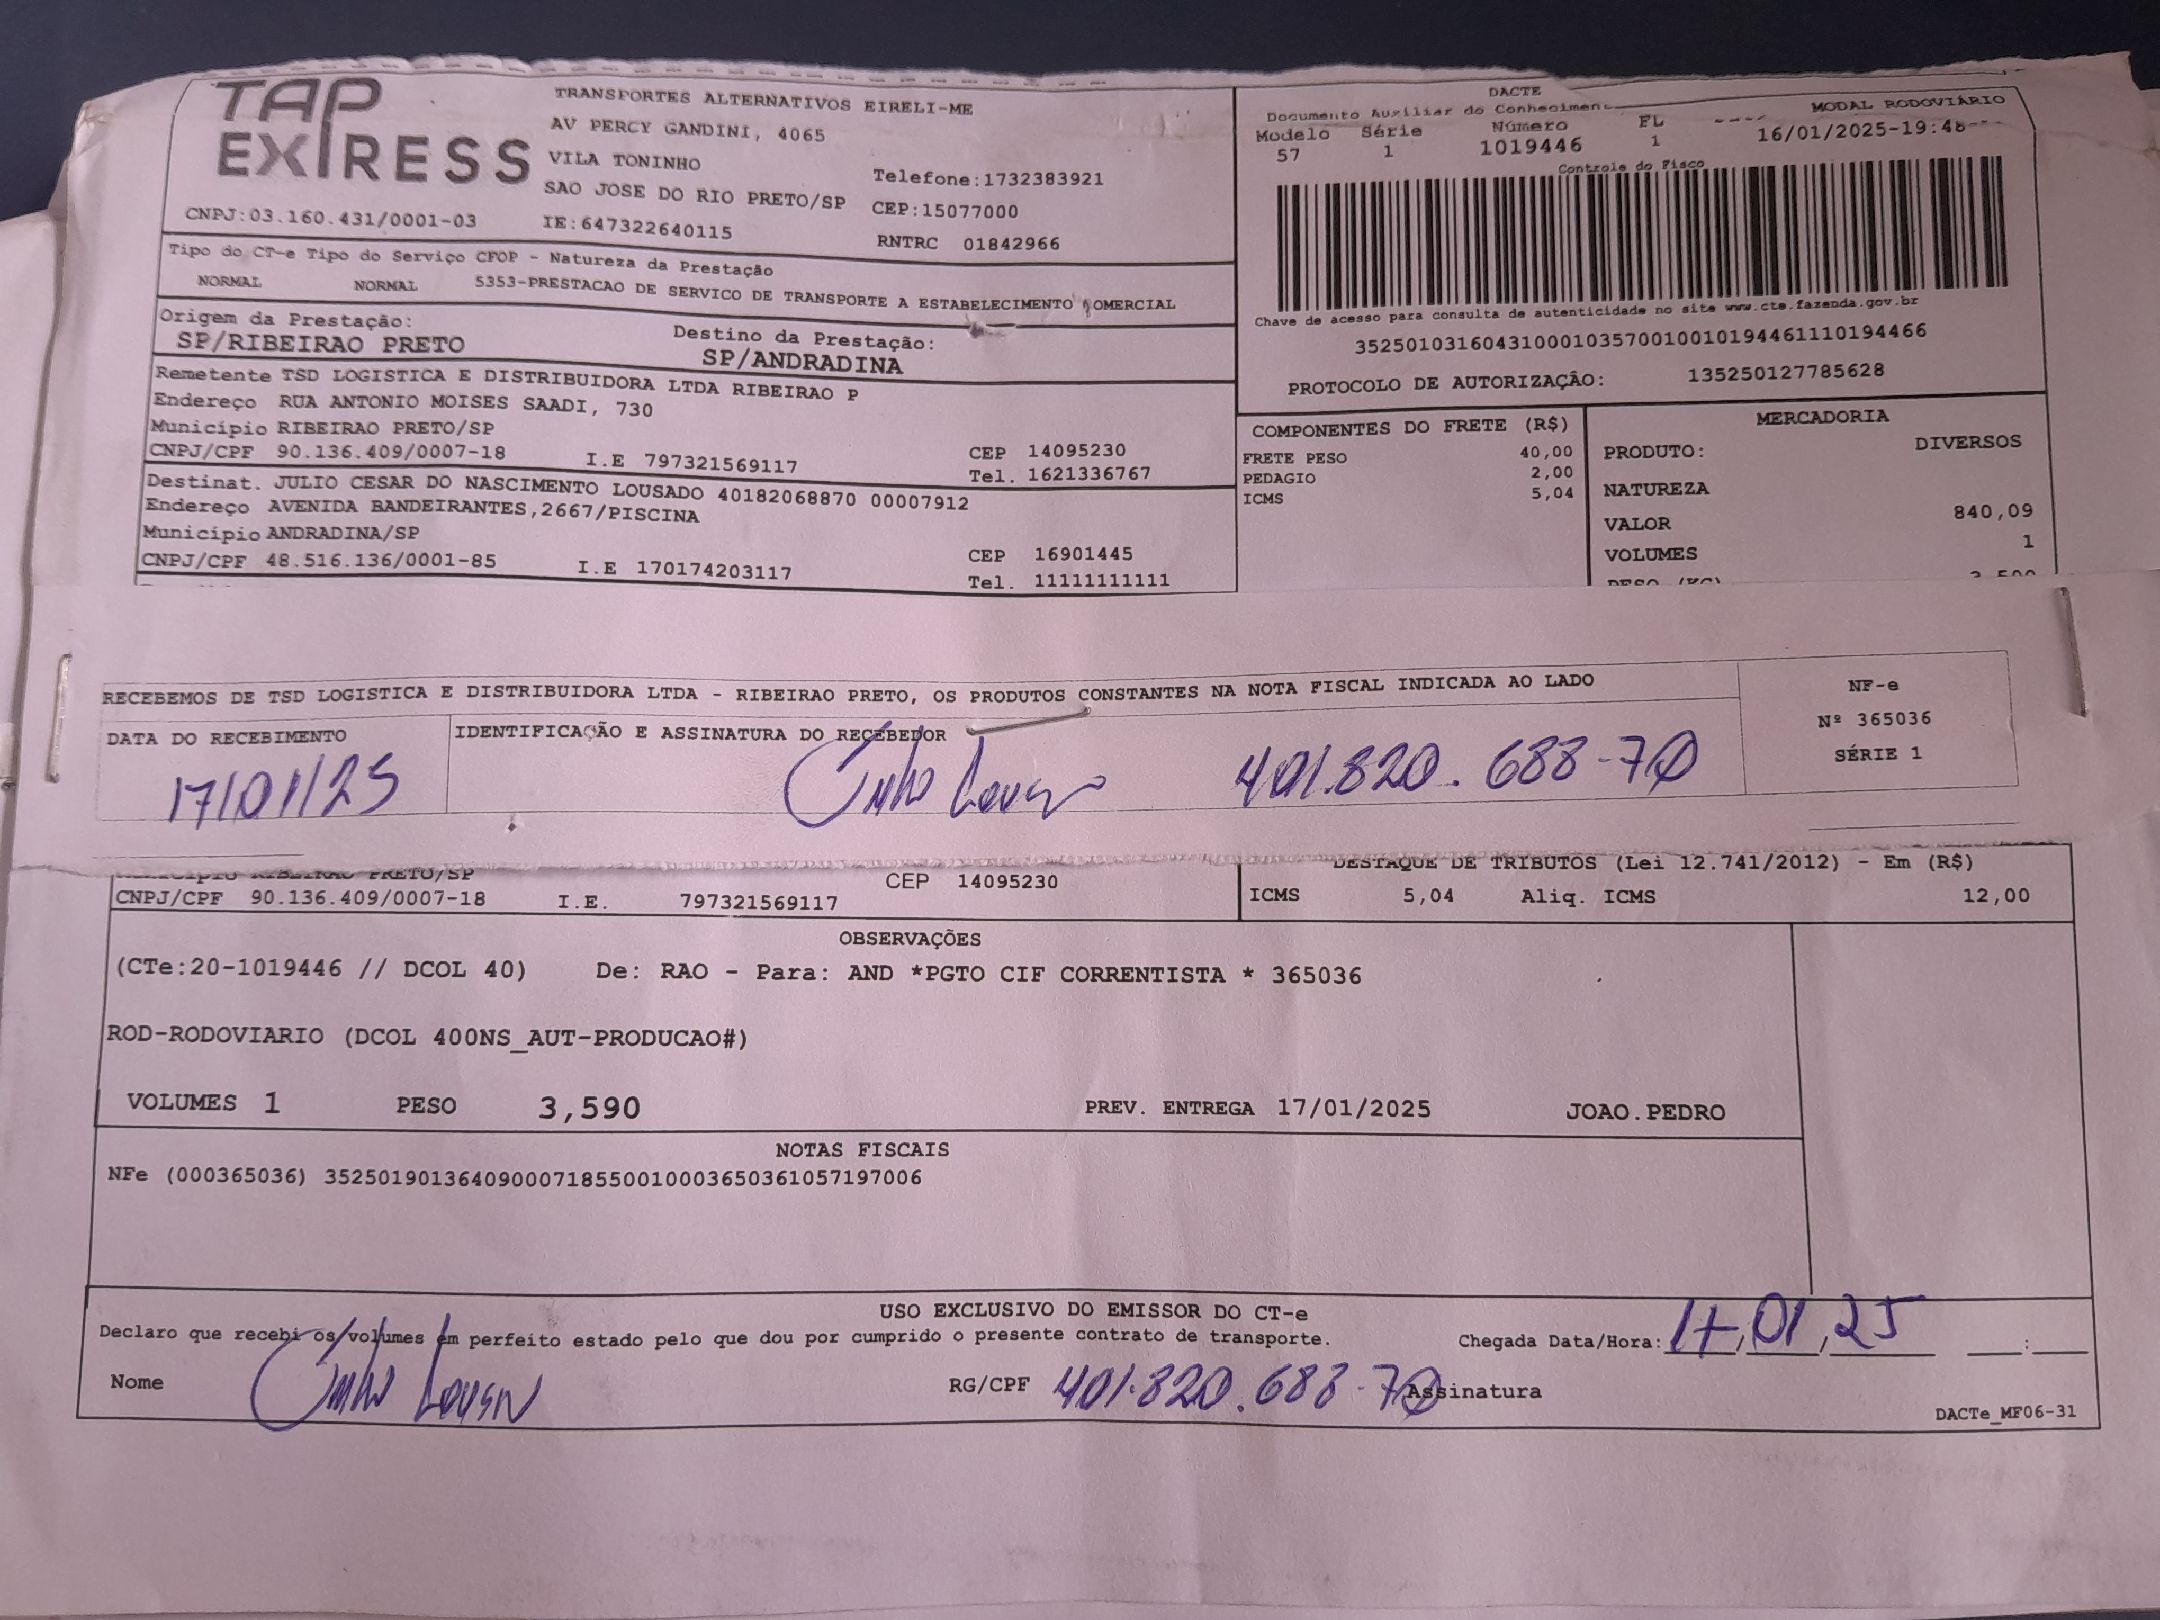 TAP
EXPRESS
TRANSPORTES ALTERNATIVOS EIRELI-ME
AV PERCY GANDINI, 4065
VILA TONINHO
SAO JOSE DO RIO PRETO/SP
Telefone:1732383921
CEP:15077000
CNPJ:03.160.431/0001-03 IE:647322640115 RNTRC 01842966
Tipo do CT-e Tipo do Serviço CFOP - Natureza da Prestação
NORMAL NORMAL 5353-PRESTACAO DE SERVICO DE TRANSPORTE A ESTABELECIMENTO COMERCIAL
Origem da Prestação: Destino da Prestação:
SP/RIBEIRAO PRETO SP/ANDRADINA
Remetente TSD LOGISTICA E DISTRIBUIDORA LTDA RIBEIRAO P
Endereço RUA ANTONIO MOISES SAADI, 730
Município RIBEIRAO PRETO/SP CEP 14095230
CNPJ/CPF 90.136.409/0007-18 I.E 797321569117 Tel. 1621336767
Destinat. JULIO CESAR DO NASCIMENTO LOUSADO 40182068870 00007912
Endereço AVENIDA BANDEIRANTES,2667/PISCINA
Município ANDRADINA/SP CEP 16901445
CNPJ/CPF 48.516.136/0001-85 I.E 170174203117 Tel. 11111111111
DACTE
Documento Auxiliar do Conheciment
MODAL RODOVIÁRIO
Modelo Série Número FL
57 1 1019446 1 16/01/2025-19:48
Controle do Fisco
Chave de acesso para consulta de autenticidade no site www.cte.fazenda.gov.br
35250103160431000103570010010194461110194466
PROTOCOLO DE AUTORIZAÇÃO: 135250127785628
COMPONENTES DO FRETE (R$)
FRETE PESO 40,00
PEDAGIO 2,00
ICMS 5,04
MERCADORIA
PRODUTO: DIVERSOS
NATUREZA
VALOR 840,09
VOLUMES 1
PESO (KG)
RECEBEMOS DE TSD LOGISTICA E DISTRIBUIDORA LTDA - RIBEIRAO PRETO, OS PRODUTOS CONSTANTES NA NOTA FISCAL INDICADA AO LADO
NF-e
Nº 365036
SÉRIE 1
DATA DO RECEBIMENTO IDENTIFICAÇÃO E ASSINATURA DO RECEBEDOR
17/01/25 401.820.688-70
PRETO/SP CEP 14095230
CNPJ/CPF 90.136.409/0007-18 I.E. 797321569117
DESTAQUE DE TRIBUTOS (Lei 12.741/2012) - Em (R$)
ICMS 5,04 Aliq. ICMS 12,00
OBSERVAÇÕES
(CTe:20-1019446 // DCOL 40) De: RAO - Para: AND *PGTO CIF CORRENTISTA * 365036
ROD-RODOVIARIO (DCOL 400NS_AUT-PRODUCAO#)
VOLUMES 1 PESO 3,590 PREV. ENTREGA 17/01/2025 JOAO.PEDRO
NOTAS FISCAIS
NFe (000365036) 35250190136409000718550010003650361057197006
USO EXCLUSIVO DO EMISSOR DO CT-e
Declaro que recebi os volumes em perfeito estado pelo que dou por cumprido o presente contrato de transporte. Chegada Data/Hora: 17,01,25 :
Nome RG/CPF 401.820.688-70 Assinatura
DACTe_MF06-31